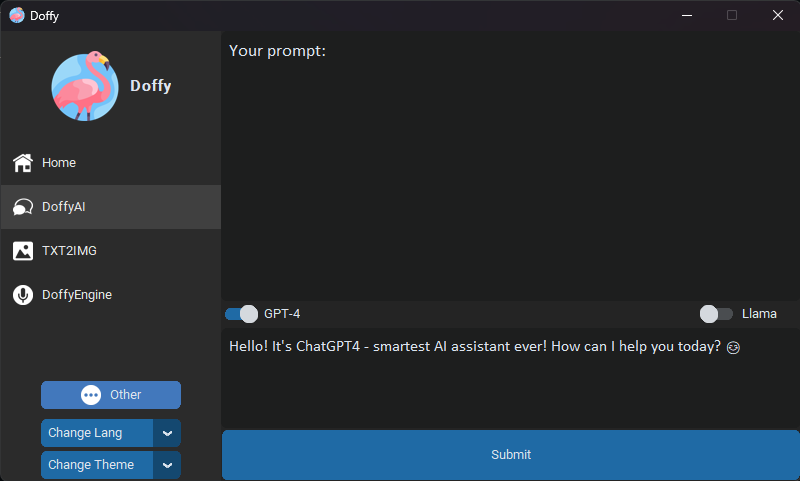 Doffy
Doffy
Home
DoffyAI
TXT2IMG
DoffyEngine
Other
Change Lang
Change Theme
Your prompt:
GPT-4
Llama
Hello! It's ChatGPT4 - smartest AI assistant ever! How can I help you today? 😋
Submit